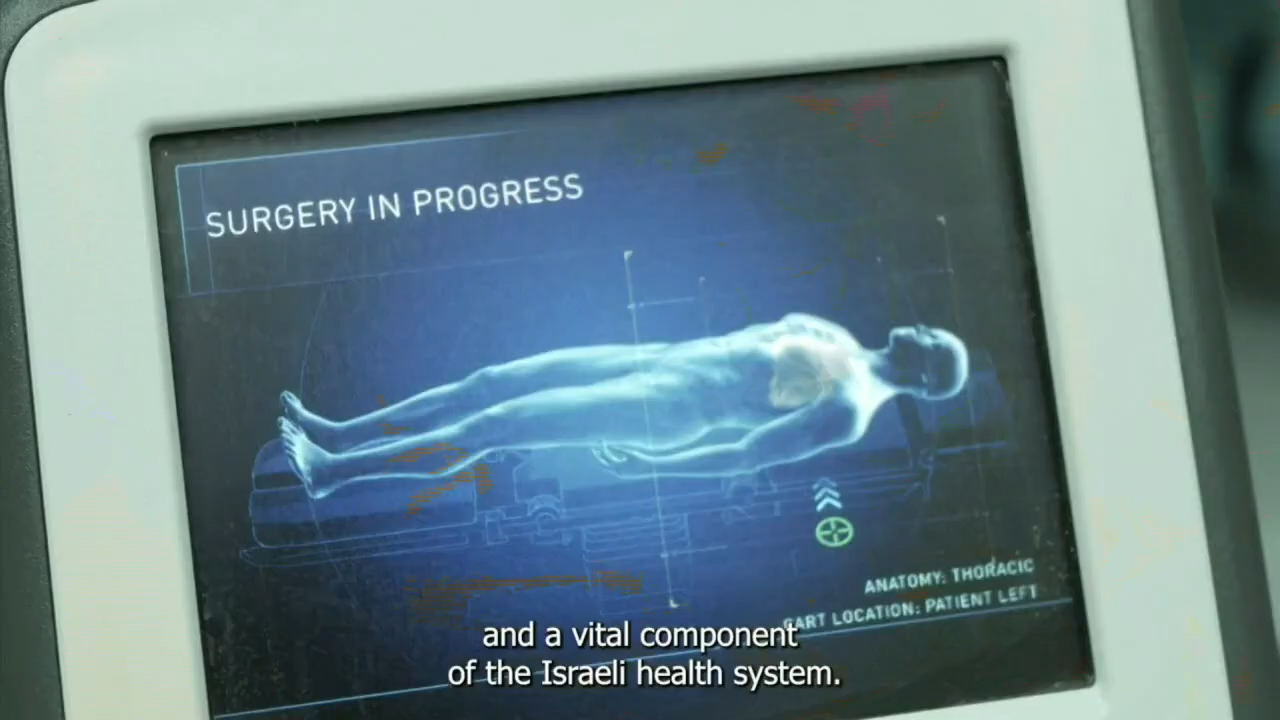 SURGERY IN PROGRESS
ANATOMY: THORACIC
CART LOCATION: PATIENT LEFT
and a vital component
of the Israeli health system.